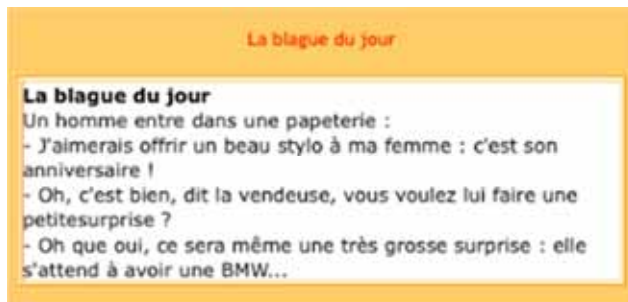 La blague du jour
La blague du jour
Un homme entre dans une papeterie :
- J'aimerais offrir un beau stylo à ma femme : c'est son
anniversaire !
- Oh, c'est bien, dit la vendeuse, vous voulez lui faire une
petitesurprise ?
- Oh que oui, ce sera même une très grosse surprise : elle
s'attend à avoir une BMW...